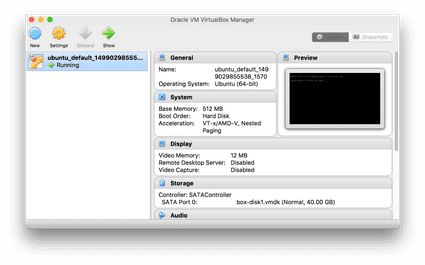 Oracle VM VirtualBox Manager
New
Settings
Discard
Show
Snapshots
ubuntu_default_14990298555...
Running
General
Name:
ubuntu_default_149
9029855538_1570
Operating System: Ubuntu (64-bit)
System
Base Memory: 512 MB
Boot Order: Hard Disk
Acceleration: VT-x/AMD-V, Nested
Paging
Display
Video Memory: 12 MB
Remote Desktop Server: Disabled
Video Capture: Disabled
Storage
Controller: SATAController
SATA Port 0: box-disk1.vmdk (Normal, 40.00 GB)
Audio
Preview